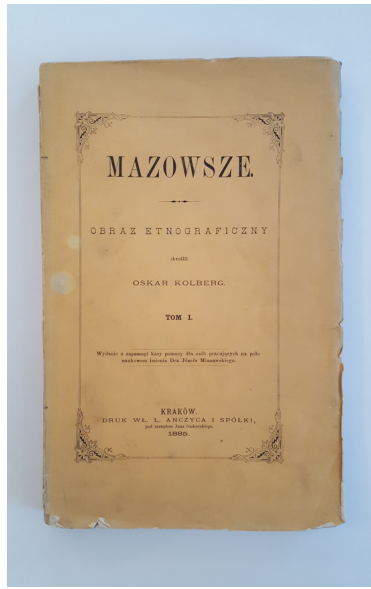 MAZOWSZE.
OBRAZ ETNOGRAFICZNY
skreślił
OSKAR KOLBERG.
TOM I.
Wydanie z zapomogi kasy pomocy dla osób pracujących na polu
naukowem imienia Dra Józefa Mianowskiego.
KRAKÓW.
DRUK WŁ. L. ANCZYCA I SPÓŁKI,
pod zarządem Jana Gadowskiego.
1885.